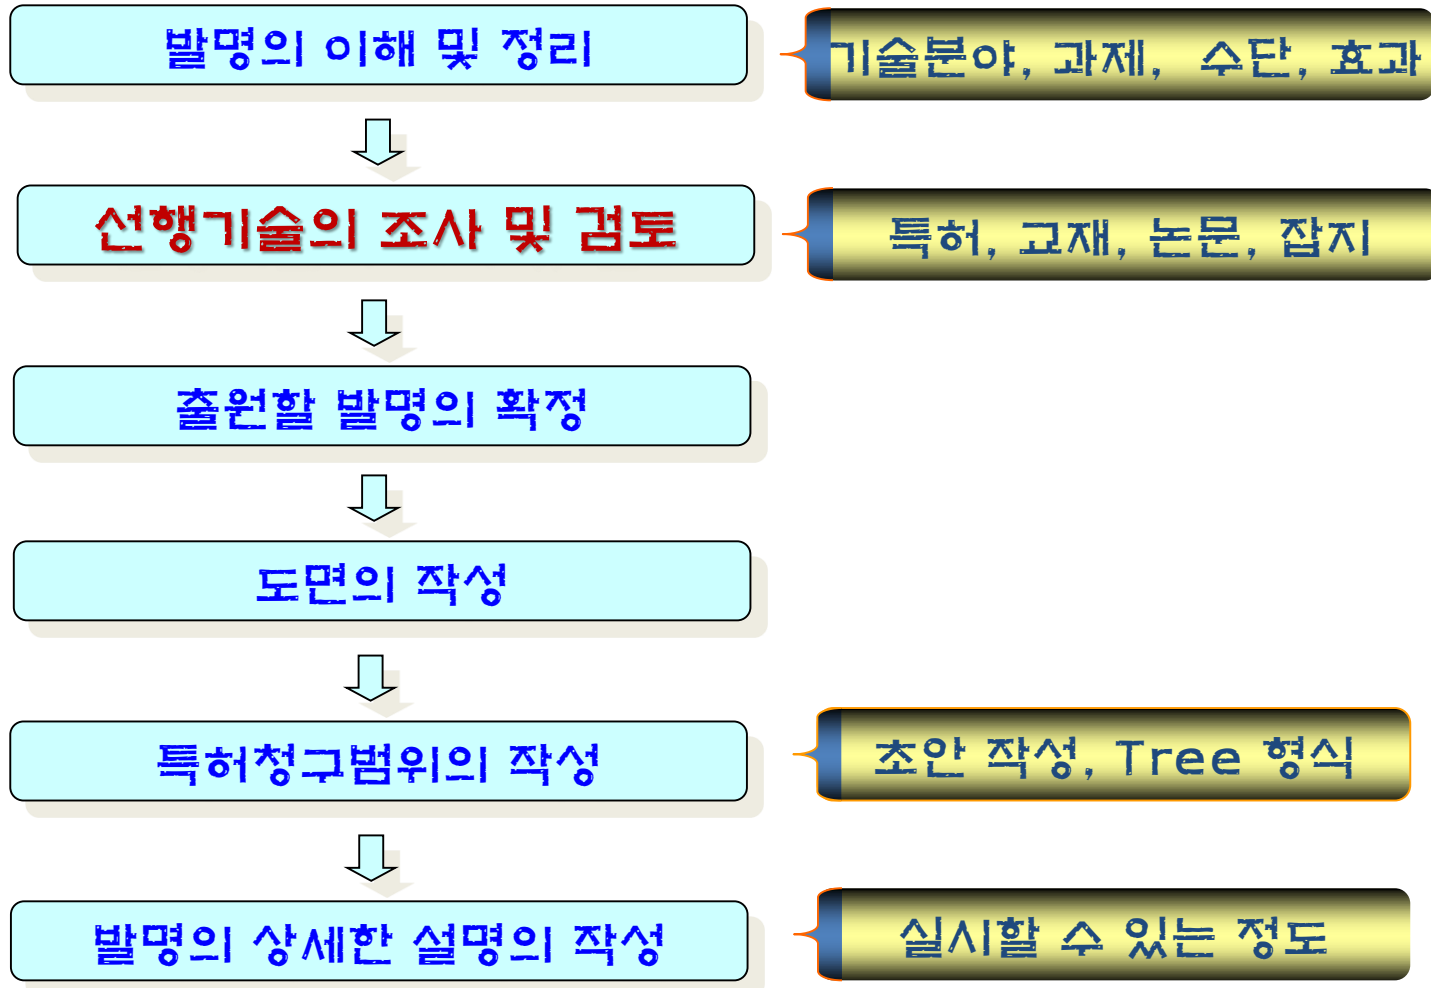 발명의 이해 및 정리
기술분야, 과제, 수단, 효과
선행기술의 조사 및 검토
특허, 교재, 논문, 잡지
출원할 발명의 확정
도면의 작성
특허청구범위의 작성
초안 작성, Tree 형식
발명의 상세한 설명의 작성
실시할 수 있는 정도